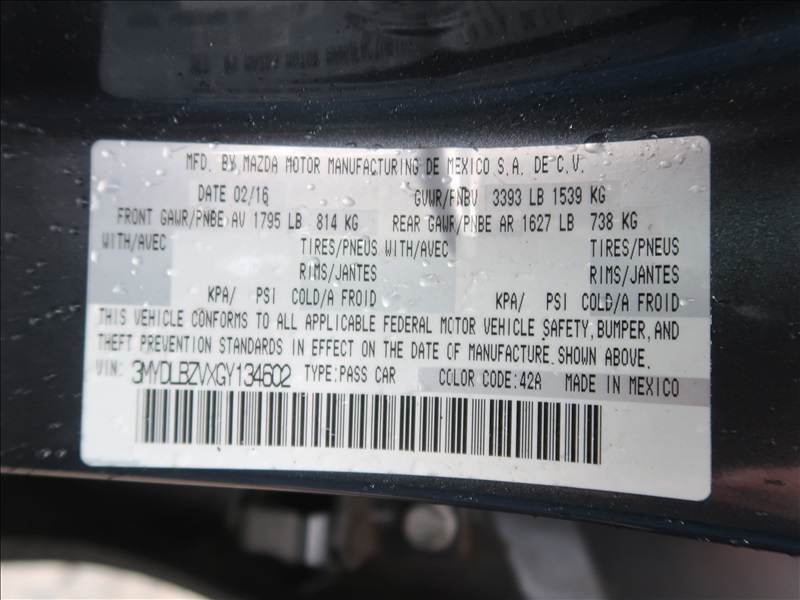 MFD. BY MAZDA MOTOR MANUFACTURING DE MEXICO S.A. DE C.V.
DATE 02/16 GVWR/PNBV 3393 LB 1539 KG
FRONT GAWR/PNBE AV 1795 LB 814 KG REAR GAWR/PNBE AR 1627 LB 738 KG
WITH/AVEC TIRES/PNEUS WITH/AVEC TIRES/PNEUS
RIMS/JANTES RIMS/JANTES
KPA/ PSI COLD/A FROID KPA/ PSI COLD/A FROID
THIS VEHICLE CONFORMS TO ALL APPLICABLE FEDERAL MOTOR VEHICLE SAFETY, BUMPER, AND
THEFT PREVENTION STANDARDS IN EFFECT ON THE DATE OF MANUFACTURE SHOWN ABOVE.
VIN: 3MYDLBZVXGY134602 TYPE:PASS CAR COLOR CODE:42A MADE IN MEXICO